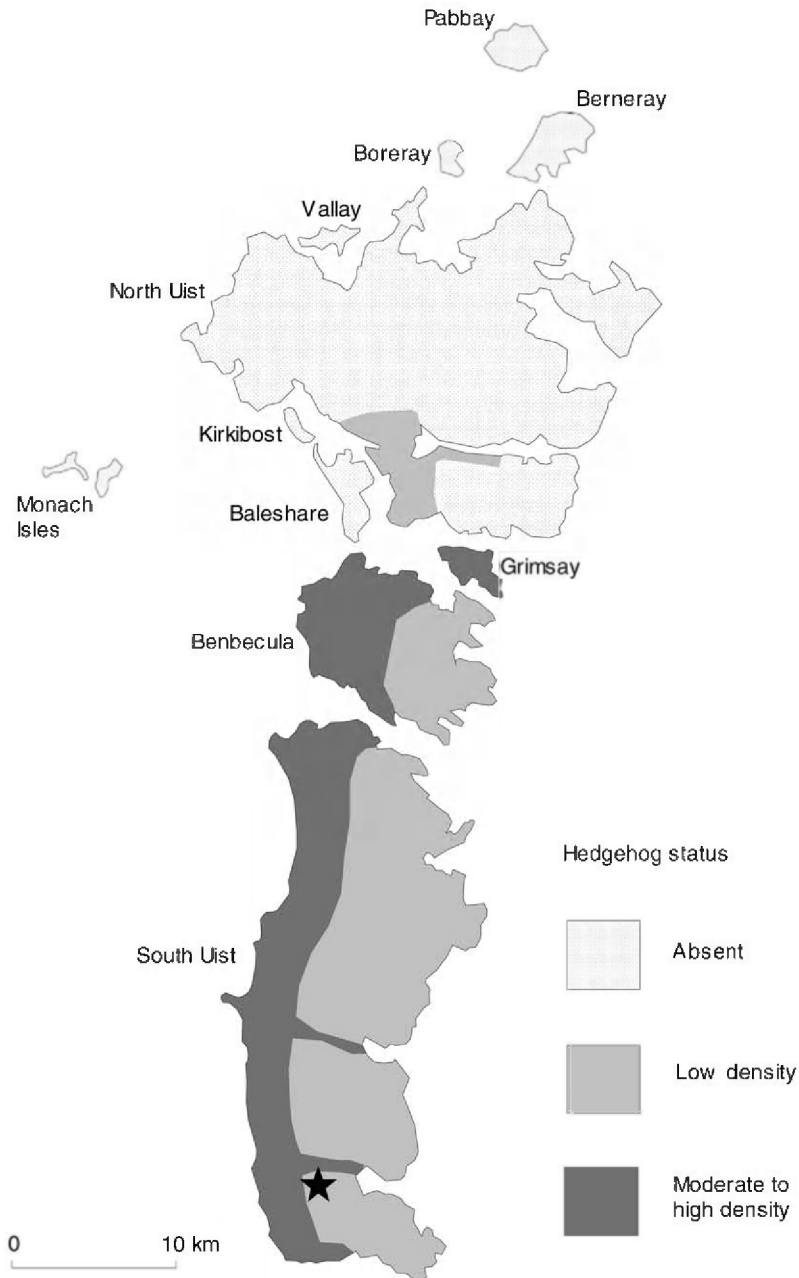 Pabbay
Berneray
Boreray
Vallay
North Uist
Kirkibost
Monach
Isles
Baleshare
Grimsay
Benbecula
Hedgehog status
South Uist
Absent
Low density
Moderate to
high density
0 10 km